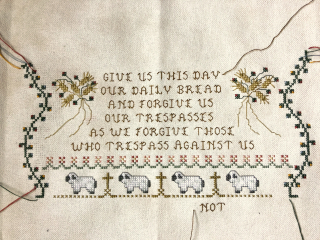 GIVE US THIS DAY
OUR DAILY BREAD
AND FORGIVE US
OUR TRESPASSES
AS WE FORGIVE THOSE
WHO TRESPASS AGAINST US
NOT